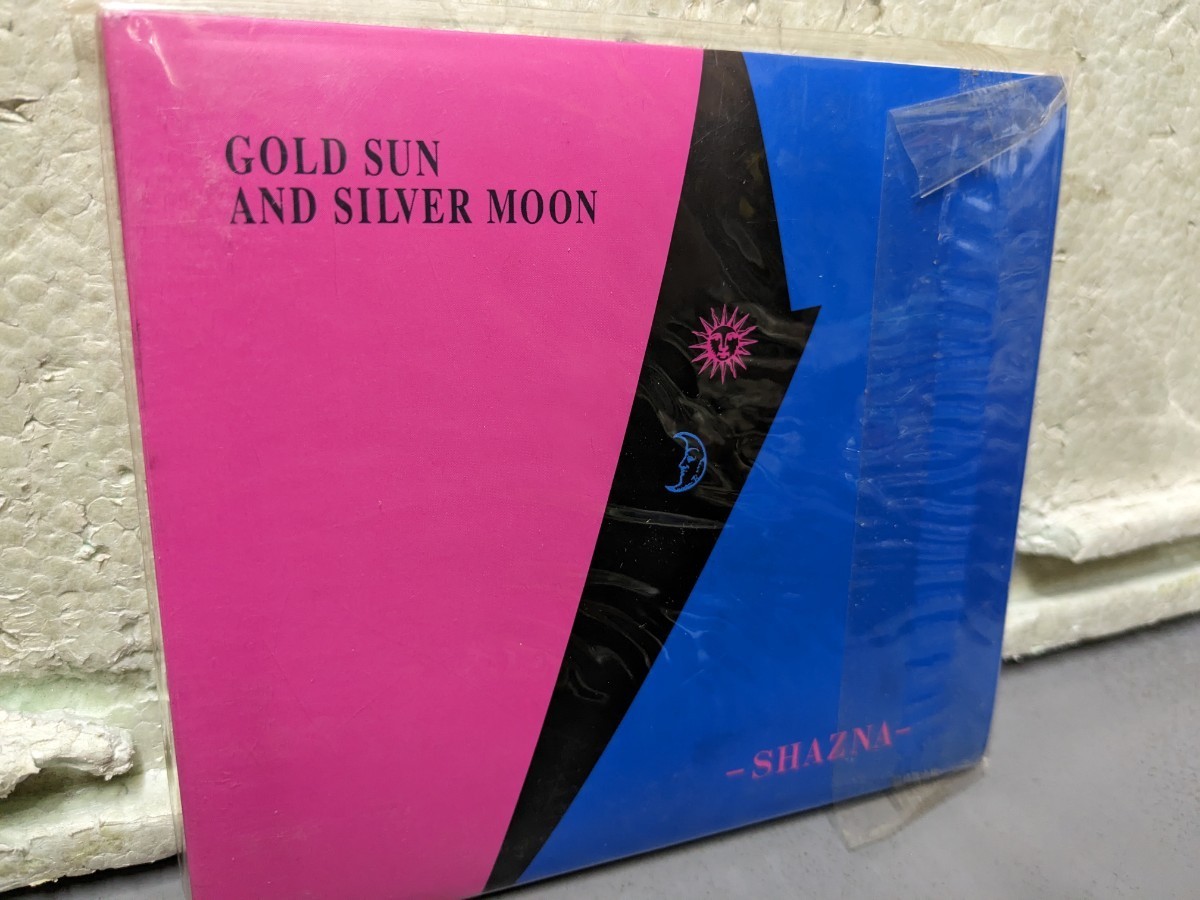 GOLD SUN
AND SILVER MOON
–SHAZNA–